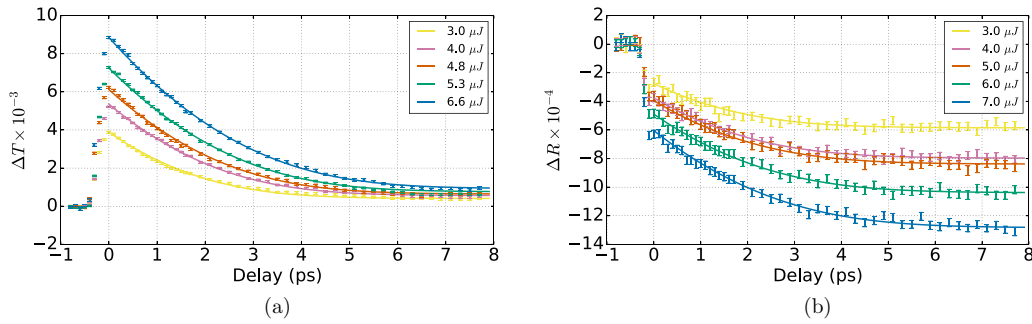 10
8
6
4
2
0
−2
ΔT × 10⁻³
−1 0 1 2 3 4 5 6 7 8
Delay (ps)
3.0 μJ
4.0 μJ
4.8 μJ
5.3 μJ
6.6 μJ
(a)
2
0
−2
−4
−6
−8
−10
−12
−14
ΔR × 10⁻⁴
−1 0 1 2 3 4 5 6 7 8
Delay (ps)
3.0 μJ
4.0 μJ
5.0 μJ
6.0 μJ
7.0 μJ
(b)